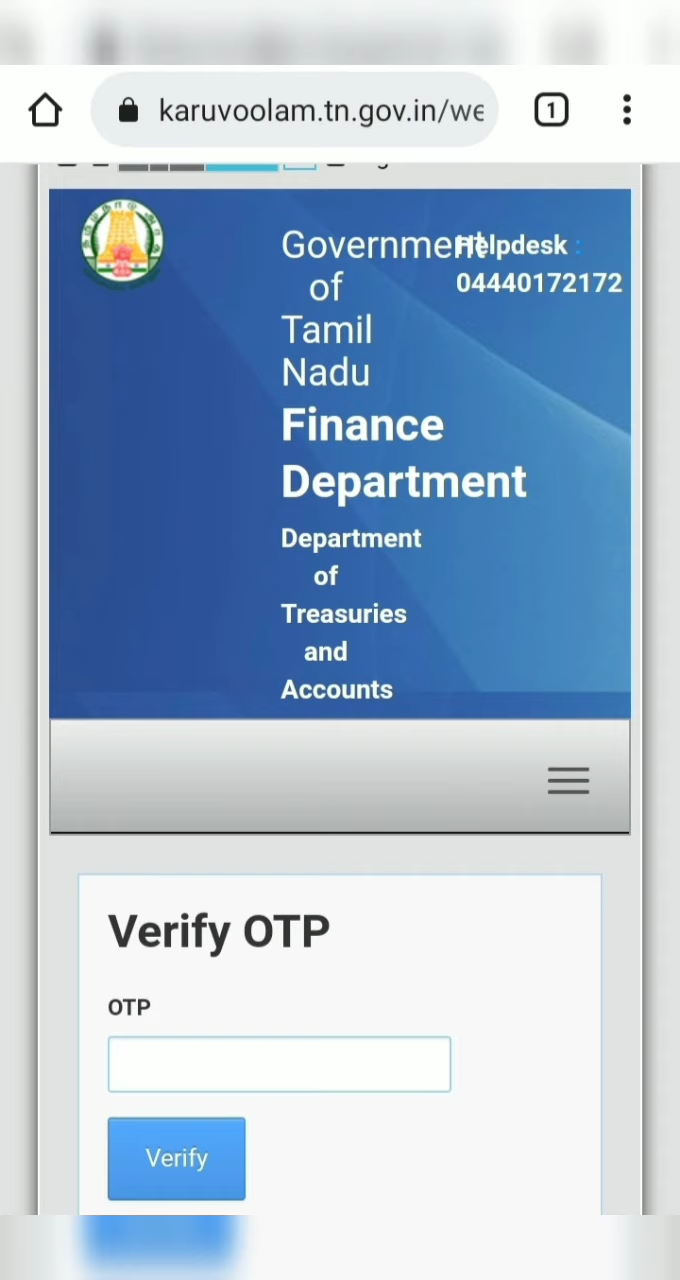 karuvoolam.tn.gov.in/we
1
Government
of
Tamil
Nadu
Helpdesk :
04440172172
Finance
Department
Department
of
Treasuries
and
Accounts
Verify OTP
OTP
Verify